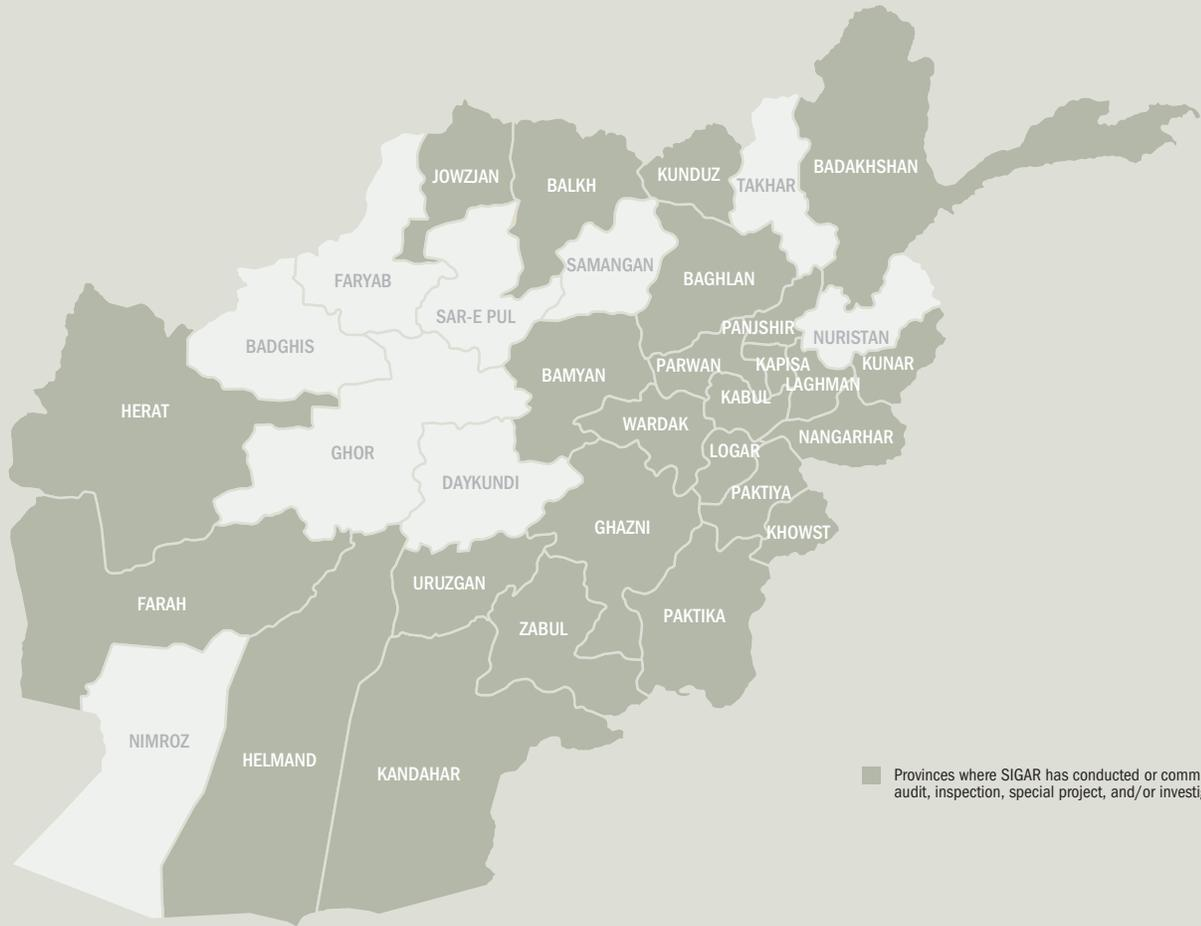 BADAKHSHAN
JOWZJAN
BALKH
KUNDUZ
TAKHAR
FARYAB
SAMANGAN
BAGHLAN
SAR-E PUL
PANJSHIR
NURISTAN
BADGHIS
BAMYAN
PARWAN
KAPISA
KUNAR
LAGHMAN
KABUL
HERAT
WARDAK
NANGARHAR
GHOR
LOGAR
DAYKUNDI
PAKTIYA
GHAZNI
KHOWST
URUZGAN
FARAH
ZABUL
PAKTIKA
NIMROZ
HELMAND
KANDAHAR
Provinces where SIGAR has conducted or
audit, inspection, special project, and/or